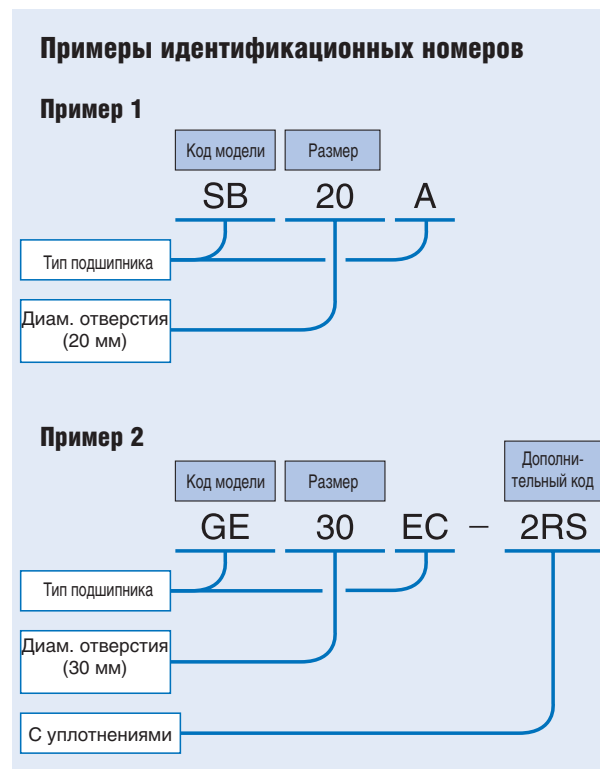 Примеры идентификационных номеров
Пример 1
Код модели
Размер
SB 20 A
Тип подшипника
Диам. отверстия
(20 мм)
Пример 2
Код модели
Размер
Дополни-
тельный код
GE 30 EC – 2RS
Тип подшипника
Диам. отверстия
(30 мм)
С уплотнениями